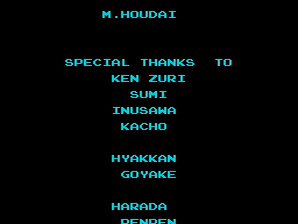 M.HOUDAI
SPECIAL THANKS TO
KEN ZURI
SUMI
INUSAWA
KACHO
HYAKKAN
GOYAKE
HARADA